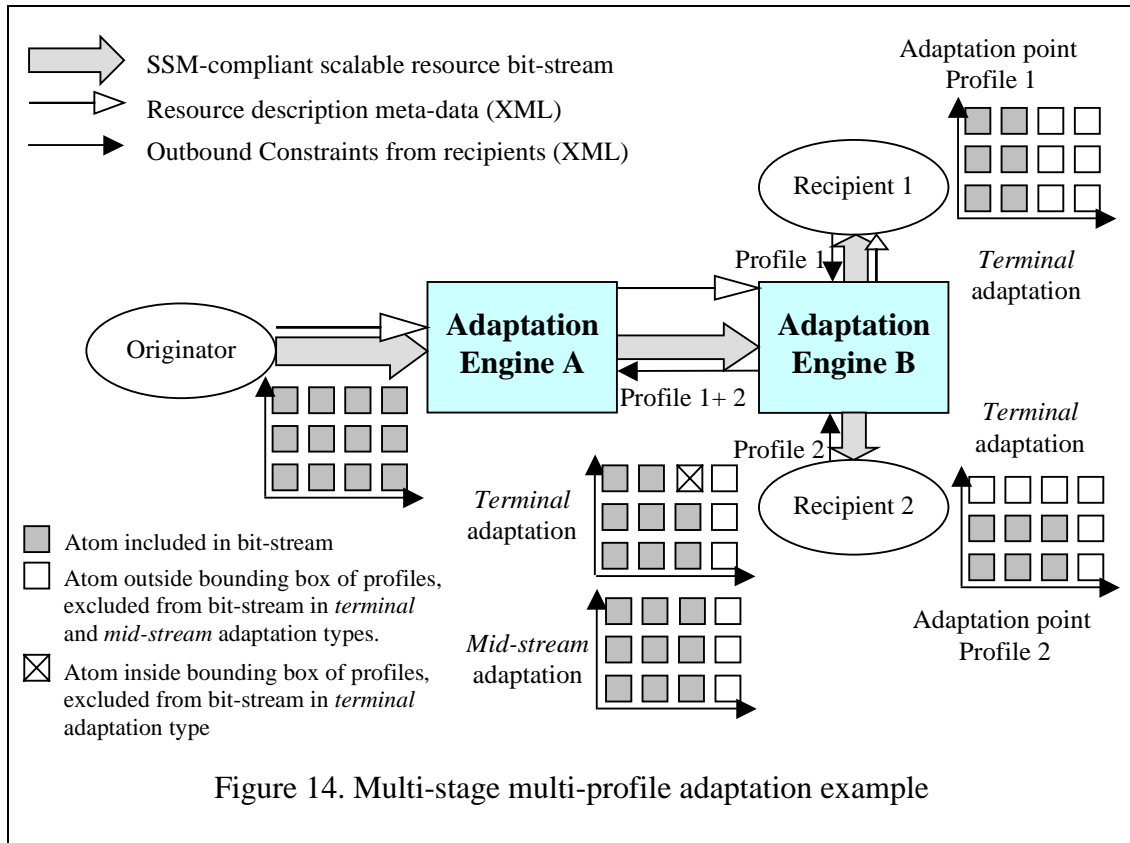 SSM-compliant scalable resource bit-stream
Resource description meta-data (XML)
Outbound Constraints from recipients (XML)
Adaptation point
Profile 1
Recipient 1
Terminal
adaptation
Profile 1
Originator
Adaptation
Engine A
Adaptation
Engine B
Profile 1+ 2
Profile 2
Terminal
adaptation
Recipient 2
Adaptation point
Profile 2
Terminal
adaptation
Mid-stream
adaptation
Atom included in bit-stream
Atom outside bounding box of profiles,
excluded from bit-stream in terminal
and mid-stream adaptation types.
Atom inside bounding box of profiles,
excluded from bit-stream in terminal
adaptation type
Figure 14. Multi-stage multi-profile adaptation example